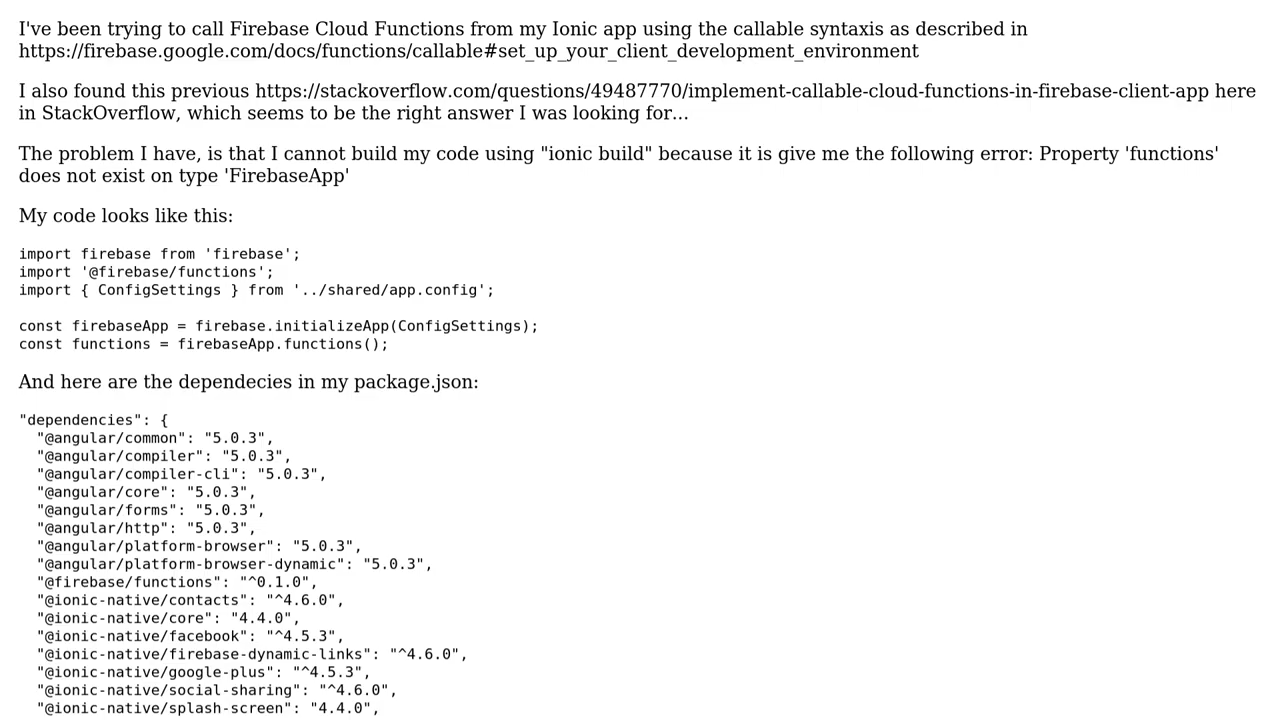 I've been trying to call Firebase Cloud Functions from my Ionic app using the callable syntaxis as described in
https://firebase.google.com/docs/functions/callable#set_up_your_client_development_environment
I also found this previous https://stackoverflow.com/questions/49487770/implement-callable-cloud-functions-in-firebase-client-app here
in StackOverflow, which seems to be the right answer I was looking for...
The problem I have, is that I cannot build my code using "ionic build" because it is give me the following error: Property 'functions'
does not exist on type 'FirebaseApp'
My code looks like this:
import firebase from 'firebase';
import '@firebase/functions';
import { ConfigSettings } from '../shared/app.config';
const firebaseApp = firebase.initializeApp(ConfigSettings);
const functions = firebaseApp.functions();
And here are the dependecies in my package.json:
"dependencies": {
  "@angular/common": "5.0.3",
  "@angular/compiler": "5.0.3",
  "@angular/compiler-cli": "5.0.3",
  "@angular/core": "5.0.3",
  "@angular/forms": "5.0.3",
  "@angular/http": "5.0.3",
  "@angular/platform-browser": "5.0.3",
  "@angular/platform-browser-dynamic": "5.0.3",
  "@firebase/functions": "^0.1.0",
  "@ionic-native/contacts": "^4.6.0",
  "@ionic-native/core": "4.4.0",
  "@ionic-native/facebook": "^4.5.3",
  "@ionic-native/firebase-dynamic-links": "^4.6.0",
  "@ionic-native/google-plus": "^4.5.3",
  "@ionic-native/social-sharing": "^4.6.0",
  "@ionic-native/splash-screen": "4.4.0",